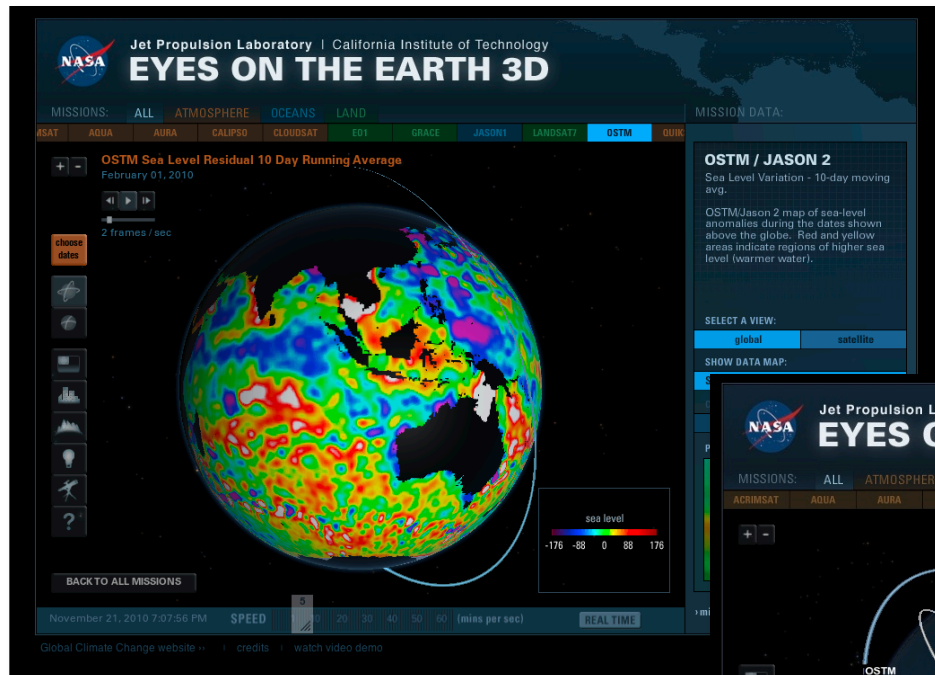 NASA
Jet Propulsion Laboratory | California Institute of Technology
EYES ON THE EARTH 3D
MISSIONS: ALL ATMOSPHERE OCEANS LAND
MISSION DATA:
MSAT AQUA AURA CALIPSO CLOUDSAT EO1 GRACE JASON1 LANDSAT7 OSTM QUIK
+ -
OSTM Sea Level Residual 10 Day Running Average
February 01, 2010
2 frames / sec
choose
dates
?
OSTM / JASON 2
Sea Level Variation - 10-day moving
avg.
OSTM/Jason 2 map of sea-level
anomalies during the dates shown
above the globe. Red and yellow
areas indicate regions of higher sea
level (warmer water).
SELECT A VIEW:
global satellite
SHOW DATA MAP:
sea level
-176 -88 0 88 176
BACK TO ALL MISSIONS
November 21, 2010 7:07:56 PM SPEED 5 20 30 40 50 60 (mins per sec) REAL TIME
Global Climate Change website ›› credits watch video demo
NASA
Jet Propulsion L
EYES O
MISSIONS: ALL ATMOSPHER
ACRIMSAT AQUA AURA
+ -
OSTM